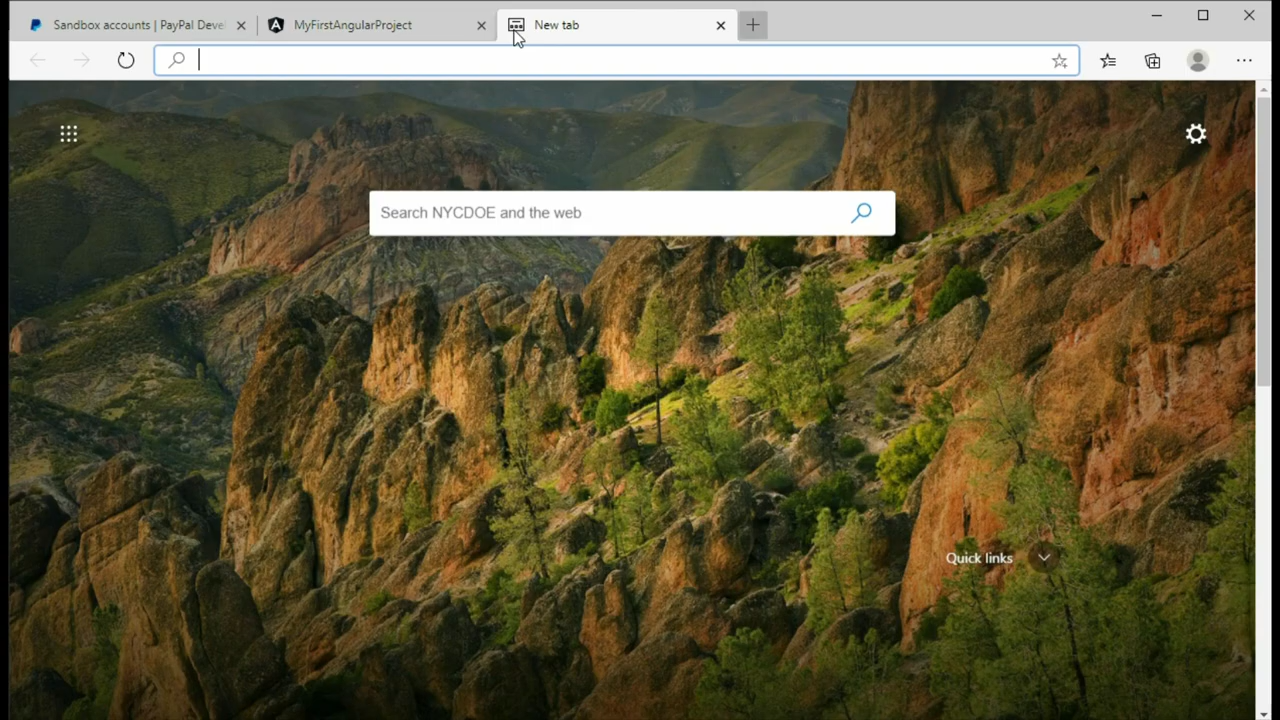 Sandbox accounts | PayPal Deve
MyFirstAngularProject
New tab
Search NYCDOE and the web
Quick links